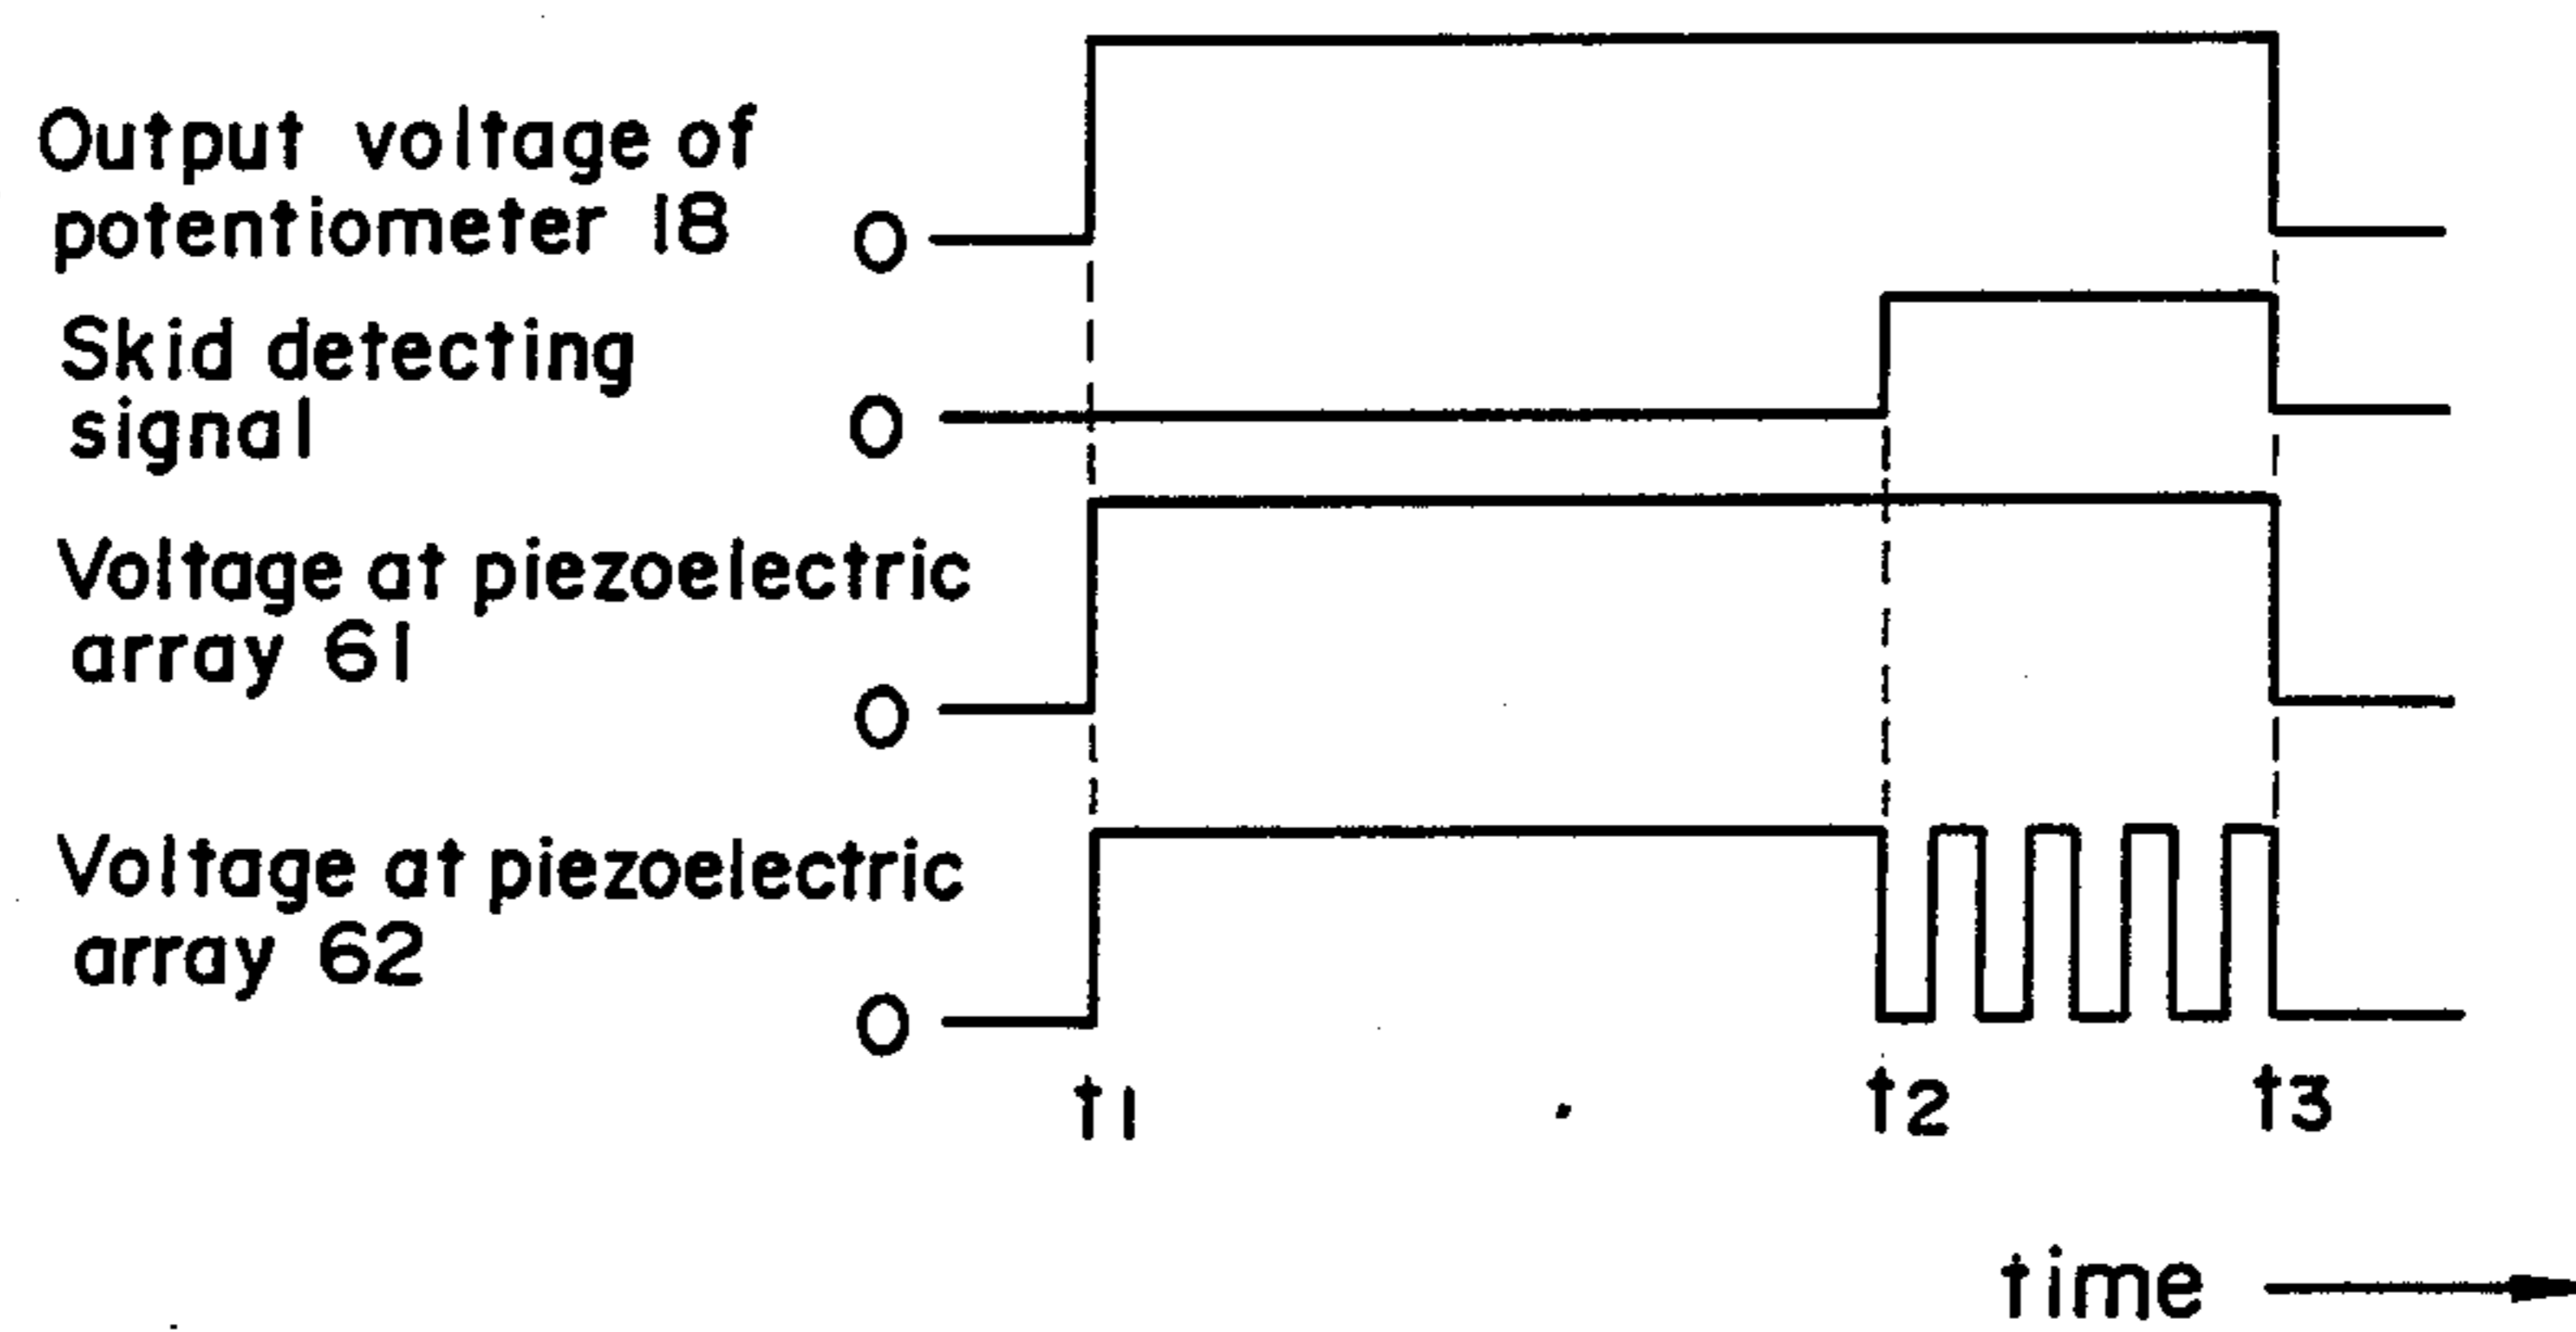 Output voltage of
potentiometer 18
0
Skid detecting
signal
0
Voltage at piezoelectric
array 61
0
Voltage at piezoelectric
array 62
0
t1 t2 t3
time